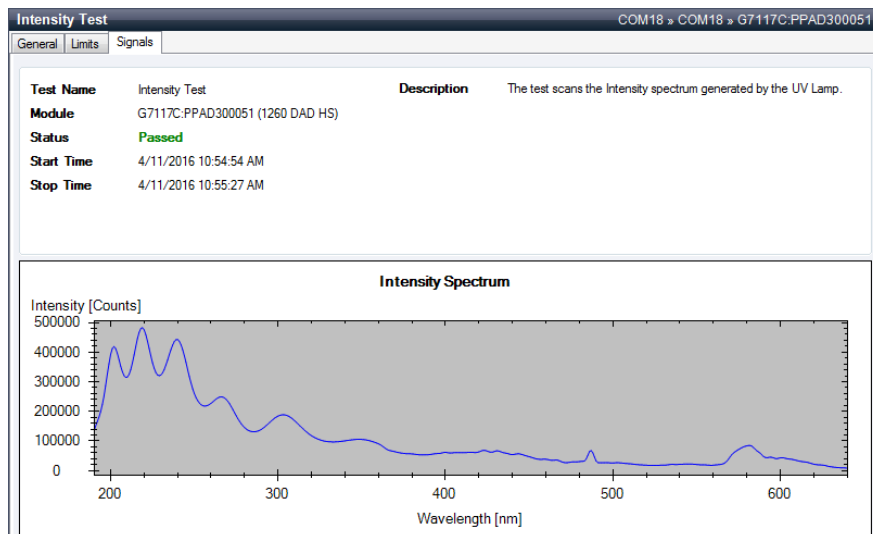 Intensity Test COM18 » COM18 » G7117C:PPAD300051
General Limits Signals
Test Name Intensity Test Description The test scans the Intensity spectrum generated by the UV Lamp.
Module G7117C:PPAD300051 (1260 DAD HS)
Status Passed
Start Time 4/11/2016 10:54:54 AM
Stop Time 4/11/2016 10:55:27 AM
Intensity Spectrum
Intensity [Counts]
500000
400000
300000
200000
100000
0
200 300 400 500 600
Wavelength [nm]